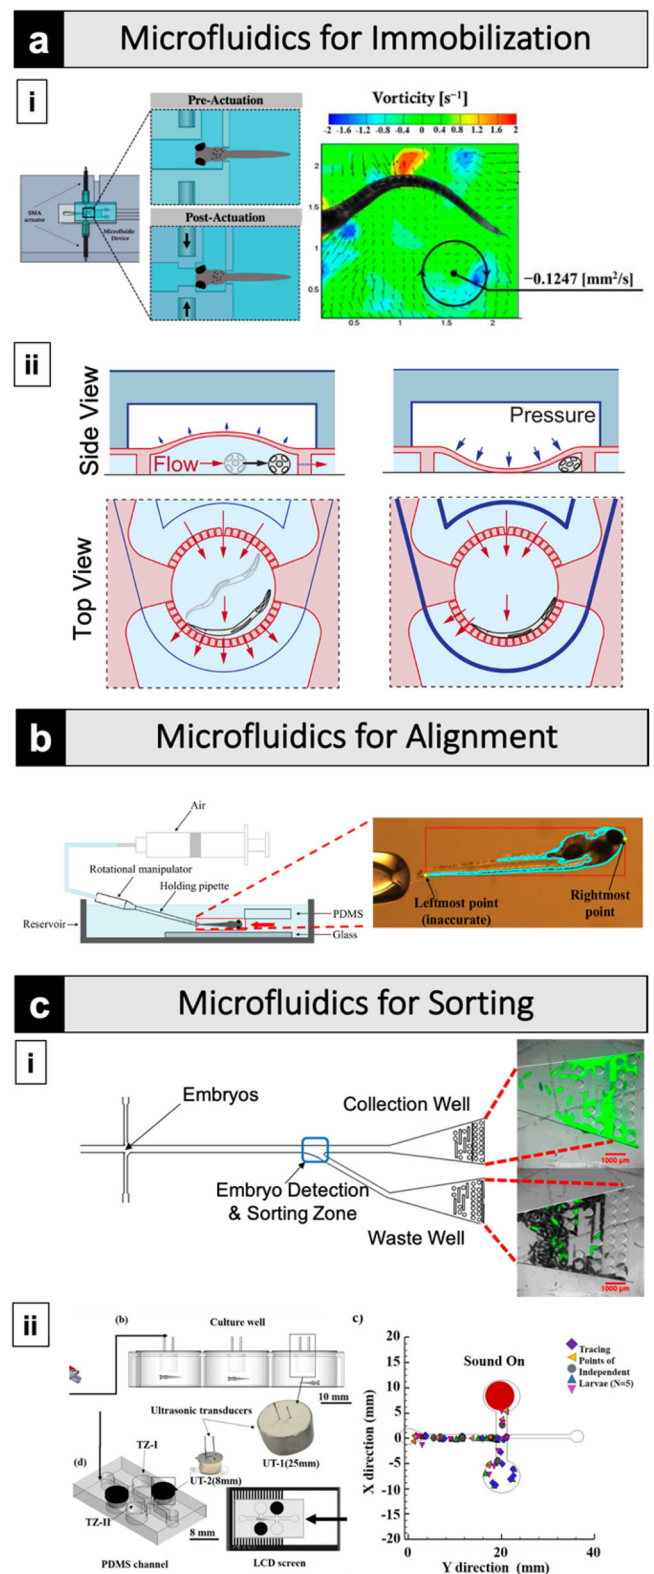 a Microfluidics for Immobilization
i
Pre-Actuation
SMA
actuator
Microfluidic
Device
Post-Actuation
Vorticity [s⁻¹]
-2 -1.6 -1.2 -0.8 -0.4 0 0.4 0.8 1.2 1.6 2
2
1.5
1
0.5
0.5 1 1.5 2
−0.1247 [mm²/s]
ii
Side View
Flow
Pressure
Top View
b Microfluidics for Alignment
Air
Rotational manipulator
Holding pipette
Reservoir
PDMS
Glass
Leftmost point
(inaccurate)
Rightmost
point
c Microfluidics for Sorting
i
Embryos
Collection Well
Embryo Detection
& Sorting Zone
Waste Well
1000 µm
1000 µm
ii
(b)
Culture well
10 mm
Ultrasonic transducers
UT-1(25mm)
(d)
TZ-I
UT-2(8mm)
TZ-II
8 mm
PDMS channel
LCD screen
c)
Sound On
Tracing
Points of
Independent
Larvae (N=5)
X direction (mm)
20
15
10
5
0
-5
-10
-15
-20
0 20 40
Y direction (mm)